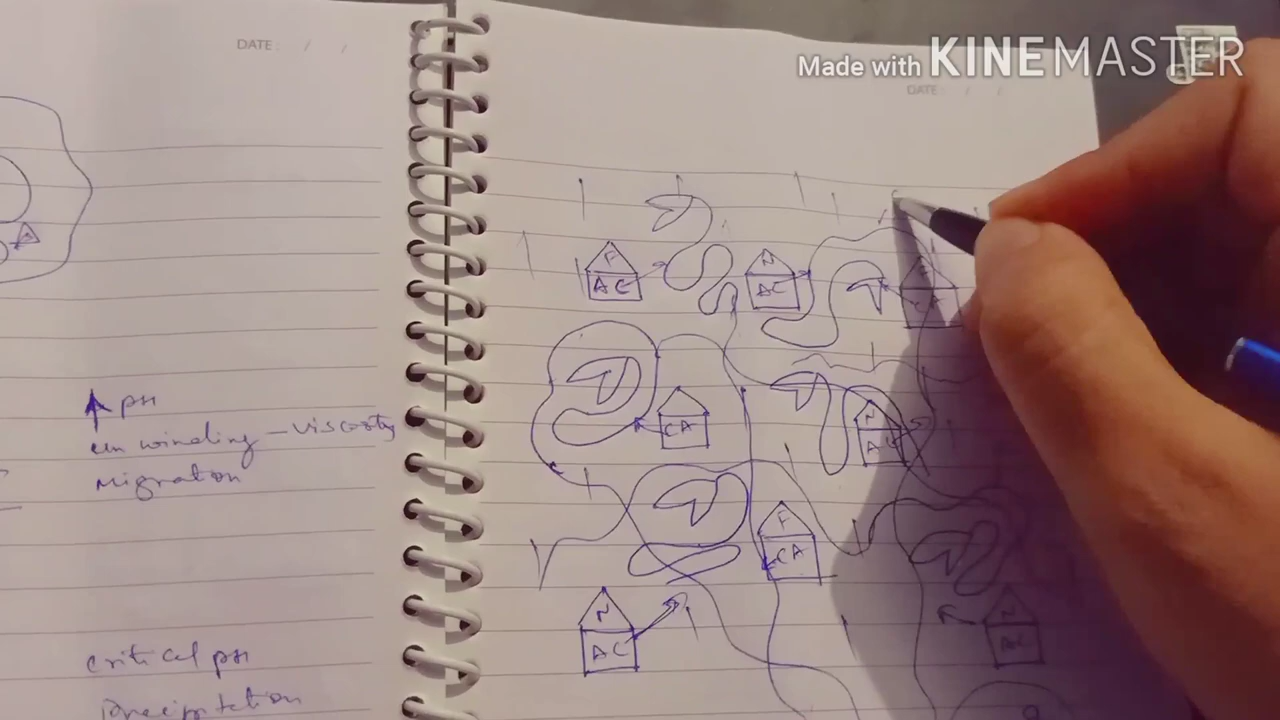 Made with KINEMASTER
DATE: / /
DATE: / /
F
AC
N
AC
CA
N
AC
F
CA
N
AC
N
AC
↑ pH
un winding - viscosity
Migration
critical pH
precipitation